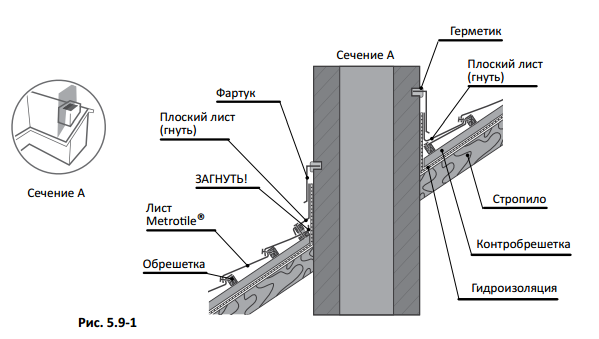 Сечение А
Герметик
Сечение А
Плоский лист
(гнуть)
Фартук
Плоский лист
(гнуть)
ЗАГНУТЬ!
Стропило
Лист
Metrotile®
Контробрешетка
Обрешетка
Гидроизоляция
Рис. 5.9-1